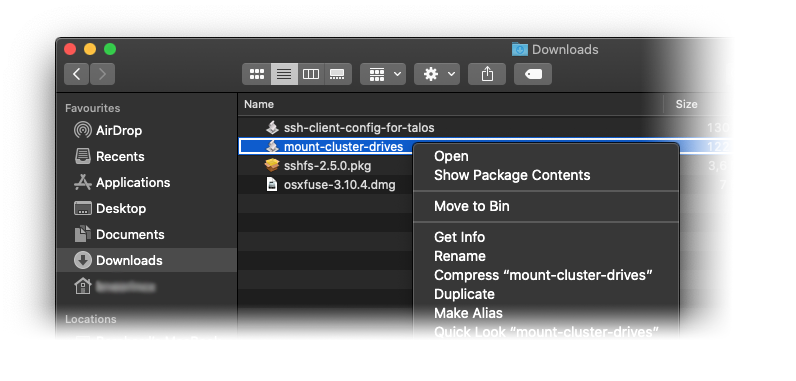 Downloads
Favourites
AirDrop
Recents
Applications
Desktop
Documents
Downloads
Locations
Name Size
ssh-client-config-for-talos
mount-cluster-drives
sshfs-2.5.0.pkg
osxfuse-3.10.4.dmg
Open
Show Package Contents
Move to Bin
Get Info
Rename
Compress “mount-cluster-drives”
Duplicate
Make Alias
Quick Look “mount-cluster-drives”